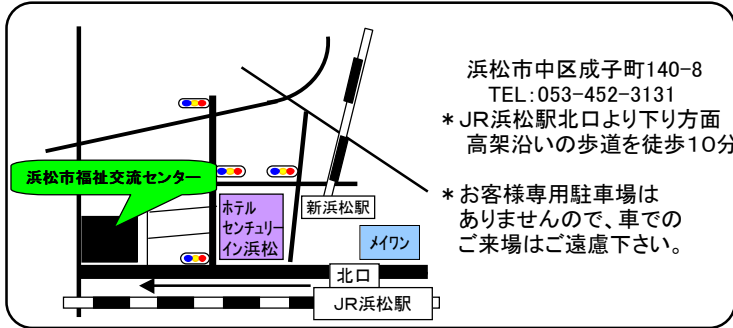 浜松市中区成子町140-8
TEL:053-452-3131
＊JR浜松駅北口より下り方面
高架沿いの歩道を徒歩10分
＊お客様専用駐車場は
ありませんので、車での
ご来場はご遠慮下さい。
浜松市福祉交流センター
ホテル
センチュリー
イン浜松
新浜松駅
メイワン
北口
JR浜松駅